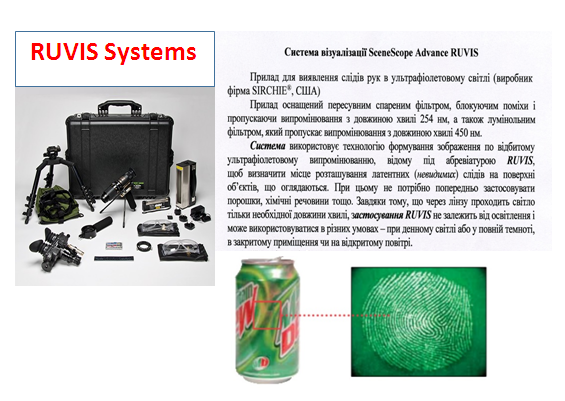 RUVIS Systems
Система візуалізації SceneScope Advance RUVIS
Прилад для виявлення слідів рук в ультрафіолетовому світлі (виробник
фірма SIRCHIE®, США)
Прилад оснащений пересувним спареним фільтром, блокуючим поміхи і
пропускаючи випромінювання з довжиною хвилі 254 нм, а також лумінольним
фільтром, який пропускає випромінювання з довжиною хвилі 450 нм.
Система використовує технологію формування зображення по відбитому
ультрафіолетовому випромінюванню, відому під абревіатурою RUVIS,
щоб визначити місце розташування латентних (невидимих) слідів на поверхні
об’єктів, що оглядаються. При цьому не потрібно попередньо застосовувати
порошки, хімічні речовини тощо. Завдяки тому, що через лінзу проходить світло
тільки необхідної довжини хвилі, застосування RUVIS не залежить від освітлення і
може використовуватися в різних умовах – при денному світлі або у повній темноті,
в закритому приміщення чи на відкритому повітрі.
DEW